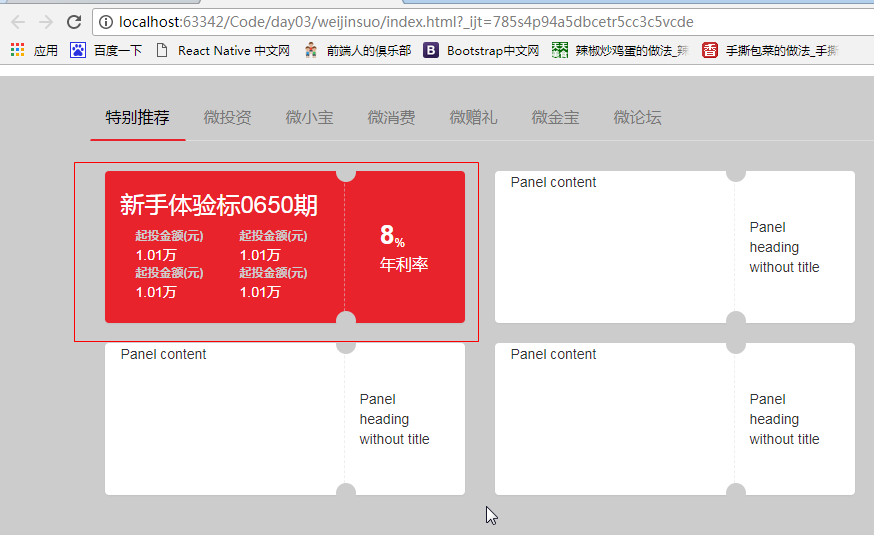 localhost:63342/Code/day03/weijinsuo/index.html?_ijt=785s4p94a5dbcetr5cc3c5vcde
应用 百度一下 React Native 中文网 前端人的俱乐部 Bootstrap中文网 辣椒炒鸡蛋的做法_辣 手撕包菜的做法_手撕
特别推荐 微投资 微小宝 微消费 微赠礼 微金宝 微论坛
新手体验标0650期
起投金额(元) 起投金额(元)
1.01万 1.01万
起投金额(元) 起投金额(元)
1.01万 1.01万
8%
年利率
Panel content
Panel
heading
without title
Panel content
Panel
heading
without title
Panel content
Panel
heading
without title